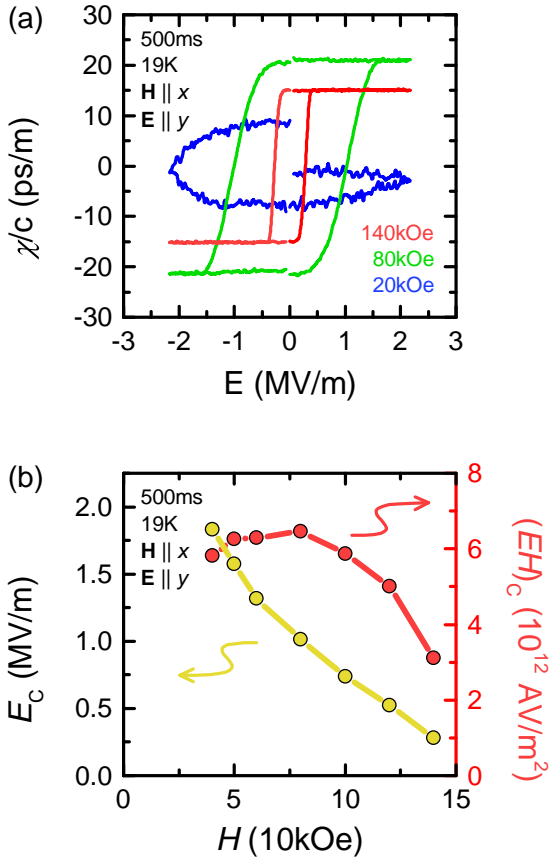 (a)
30
20
10
0
-10
-20
-30
χ/c (ps/m)
500ms
19K
H || x
E || y
140kOe
80kOe
20kOe
-3 -2 -1 0 1 2 3
E (MV/m)
(b)
2.0
1.5
1.0
0.5
0.0
E_C (MV/m)
500ms
19K
H || x
E || y
8
6
4
2
0
(EH)_C (10^12 AV/m^2)
0 5 10 15
H (10kOe)